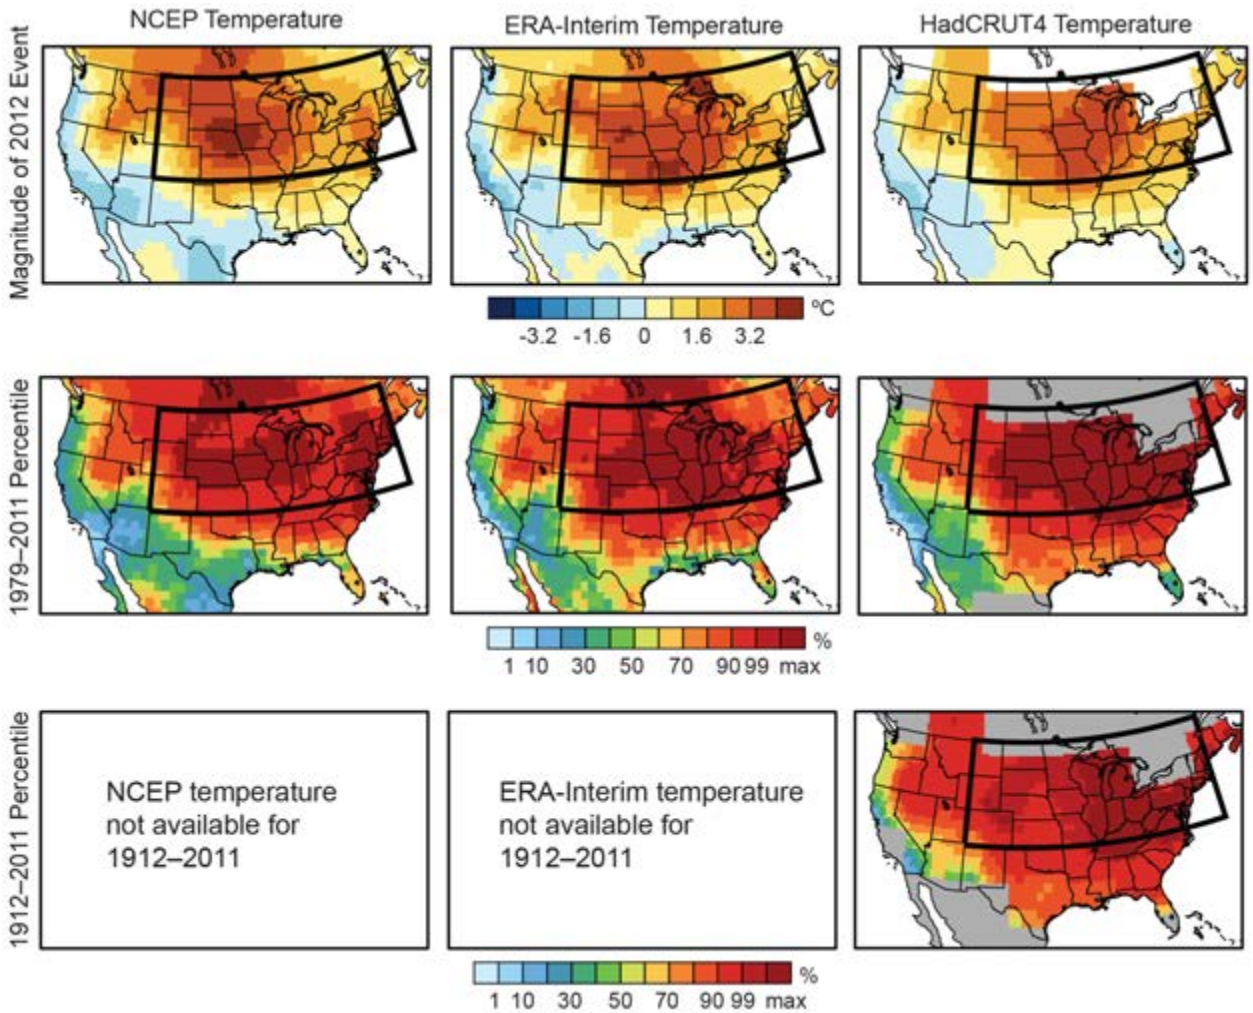 NCEP Temperature
ERA-Interim Temperature
HadCRUT4 Temperature
Magnitude of 2012 Event
-3.2 -1.6 0 1.6 3.2
ºC
1979–2011 Percentile
1 10 30 50 70 90 99 max
%
1912–2011 Percentile
NCEP temperature
not available for
1912–2011
ERA-Interim temperature
not available for
1912–2011
1 10 30 50 70 90 99 max
%